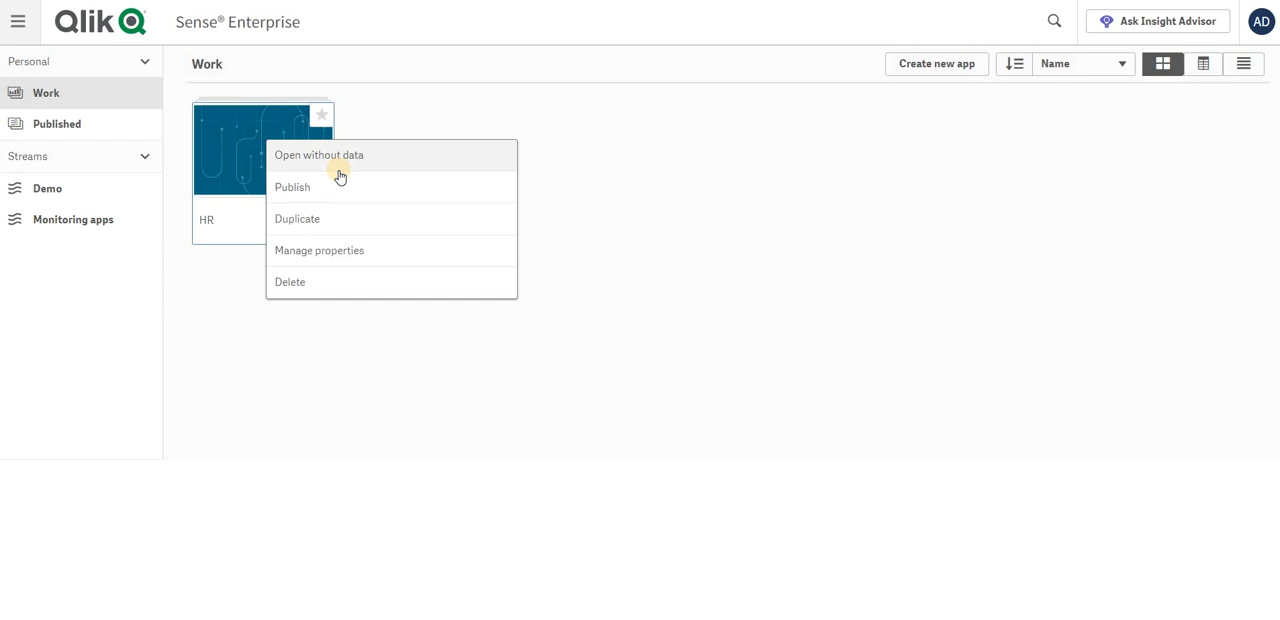 Qlik Sense® Enterprise
Ask Insight Advisor
AD
Personal
Work
Published
Streams
Demo
Monitoring apps
Work
Create new app
Name
HR
Open without data
Publish
Duplicate
Manage properties
Delete